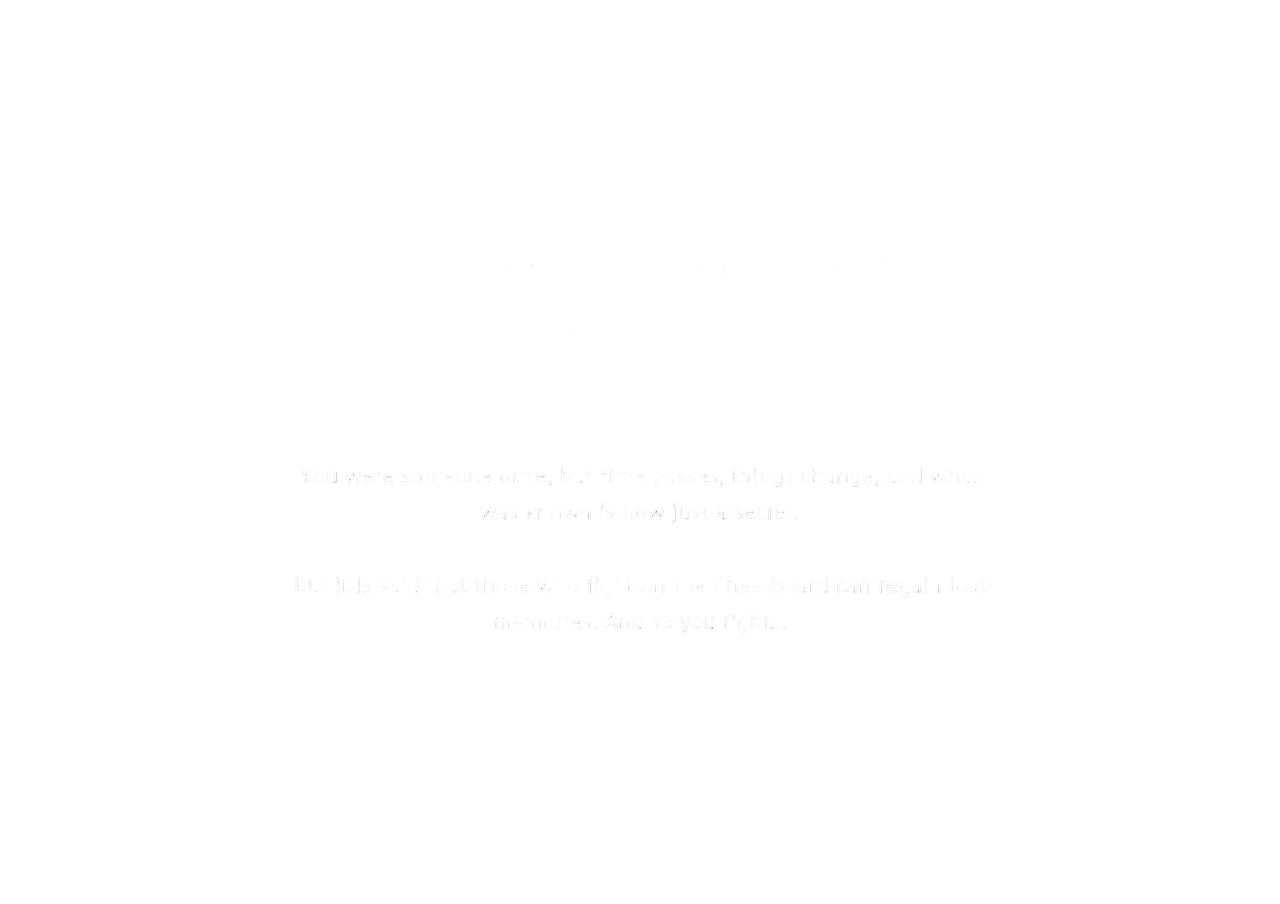 You were someone once, but time passes, things change, and what
was known is now just a secret.
But it is said that those who fight on the Chessboard can regain lost
memories. And so you fight...